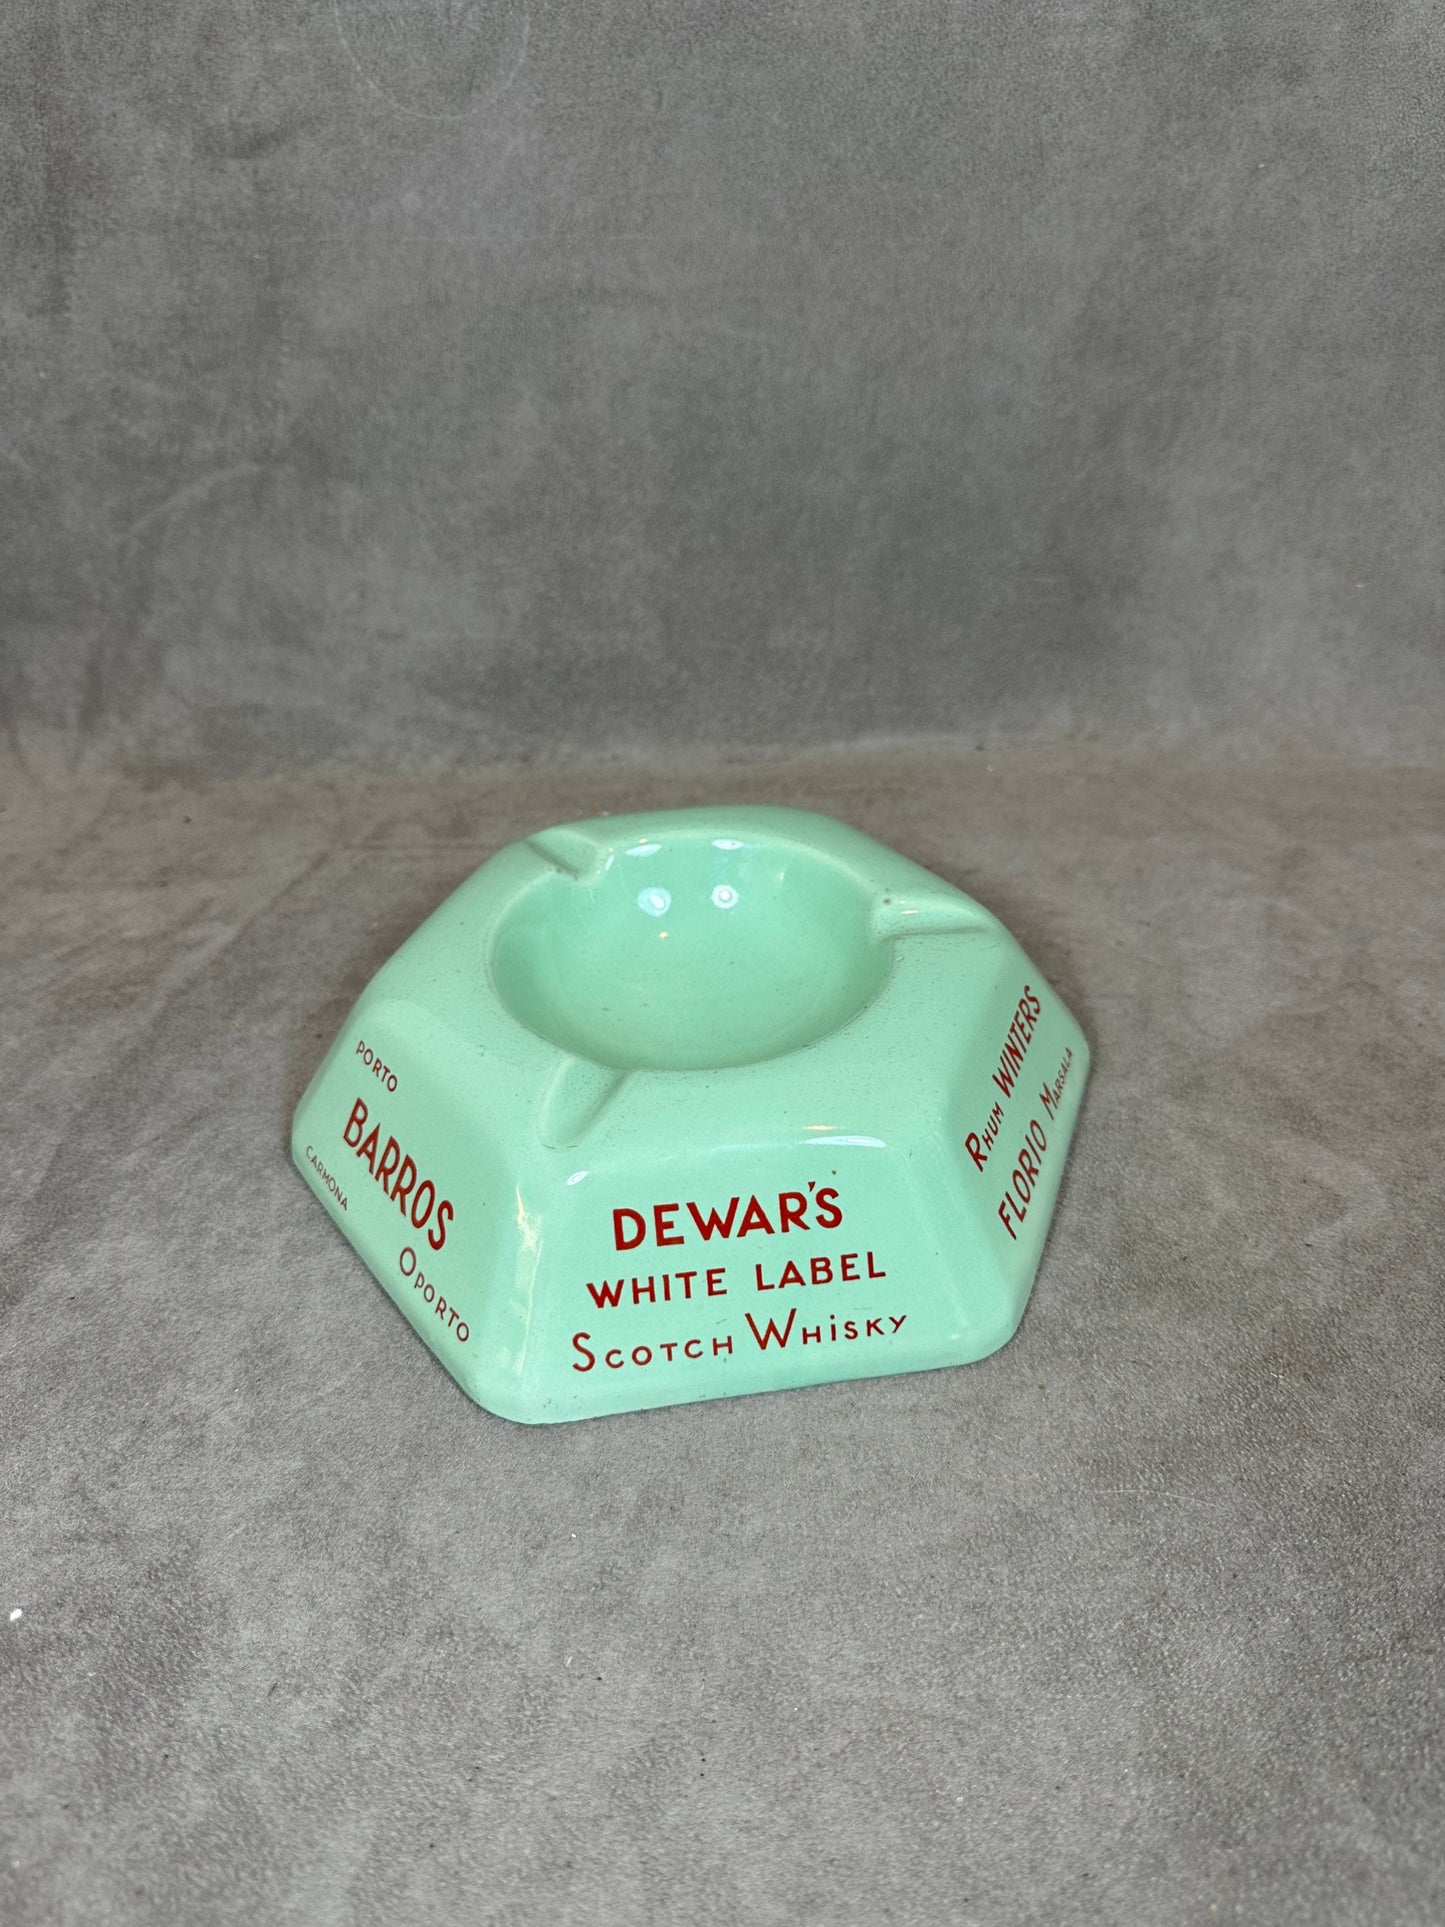 PORTO
BARROS
CARMONA
OPORTO
DEWAR'S
WHITE LABEL
SCOTCH WHiSKY
RHUM WINTERS
FLORIO MARSALA